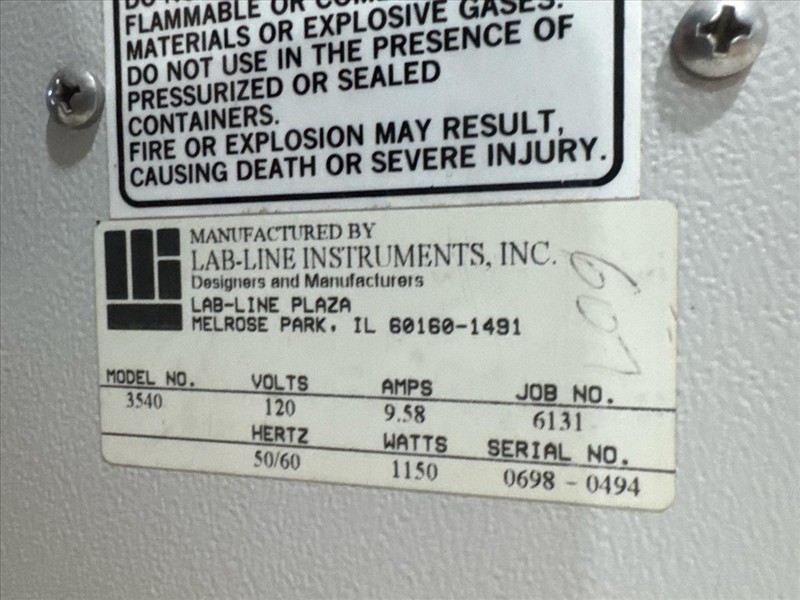 FLAMMABLE OR
MATERIALS OR EXPLOSIVE GASES.
DO NOT USE IN THE PRESENCE OF
PRESSURIZED OR SEALED
CONTAINERS.
FIRE OR EXPLOSION MAY RESULT,
CAUSING DEATH OR SEVERE INJURY.
MANUFACTURED BY
LAB-LINE INSTRUMENTS, INC.
Designers and Manufacturers
LAB-LINE PLAZA
MELROSE PARK, IL 60160-1491
607
MODEL NO. VOLTS AMPS JOB NO.
3540 120 9.58 6131
HERTZ WATTS SERIAL NO.
50/60 1150 0698 - 0494